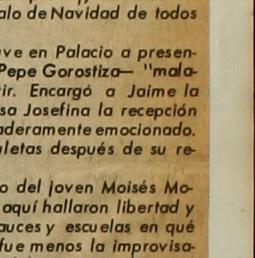 alo de Navidad de todos
ve en Palacio a presen-
Pepe Gorostiza— "mala-
tir. Encargó a Jaime la
sa Josefina la recepción
aderamente emocionado.
letas después de su re-
o del joven Moisés Mo-
aquí hallaron libertad y
auces y escuelas en qué
fue menos la improvisa-